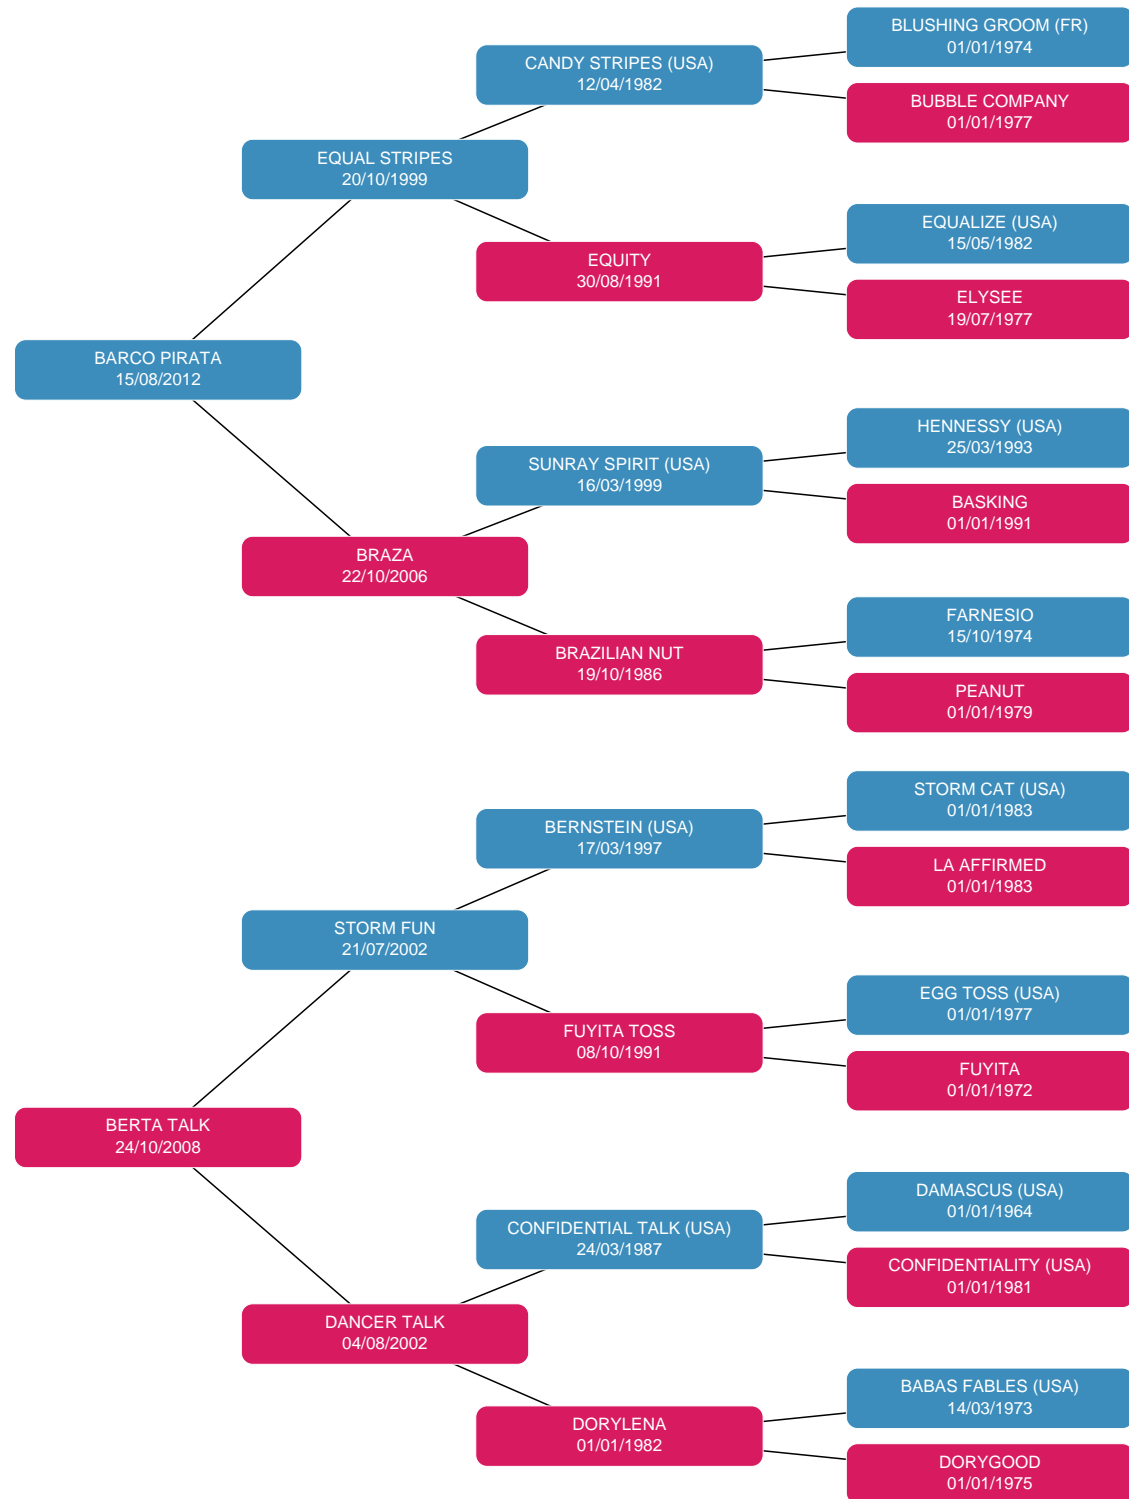 BLUSHING GROOM (FR)
01/01/1974
CANDY STRIPES (USA)
12/04/1982
BUBBLE COMPANY
01/01/1977
EQUAL STRIPES
20/10/1999
EQUALIZE (USA)
15/05/1982
EQUITY
30/08/1991
ELYSEE
19/07/1977
BARCO PIRATA
15/08/2012
HENNESSY (USA)
25/03/1993
SUNRAY SPIRIT (USA)
16/03/1999
BASKING
01/01/1991
BRAZA
22/10/2006
FARNESIO
15/10/1974
BRAZILIAN NUT
19/10/1986
PEANUT
01/01/1979
STORM CAT (USA)
01/01/1983
BERNSTEIN (USA)
17/03/1997
LA AFFIRMED
01/01/1983
STORM FUN
21/07/2002
EGG TOSS (USA)
01/01/1977
FUYITA TOSS
08/10/1991
FUYITA
01/01/1972
BERTA TALK
24/10/2008
DAMASCUS (USA)
01/01/1964
CONFIDENTIAL TALK (USA)
24/03/1987
CONFIDENTIALITY (USA)
01/01/1981
DANCER TALK
04/08/2002
BABAS FABLES (USA)
14/03/1973
DORYLENA
01/01/1982
DORYGOOD
01/01/1975